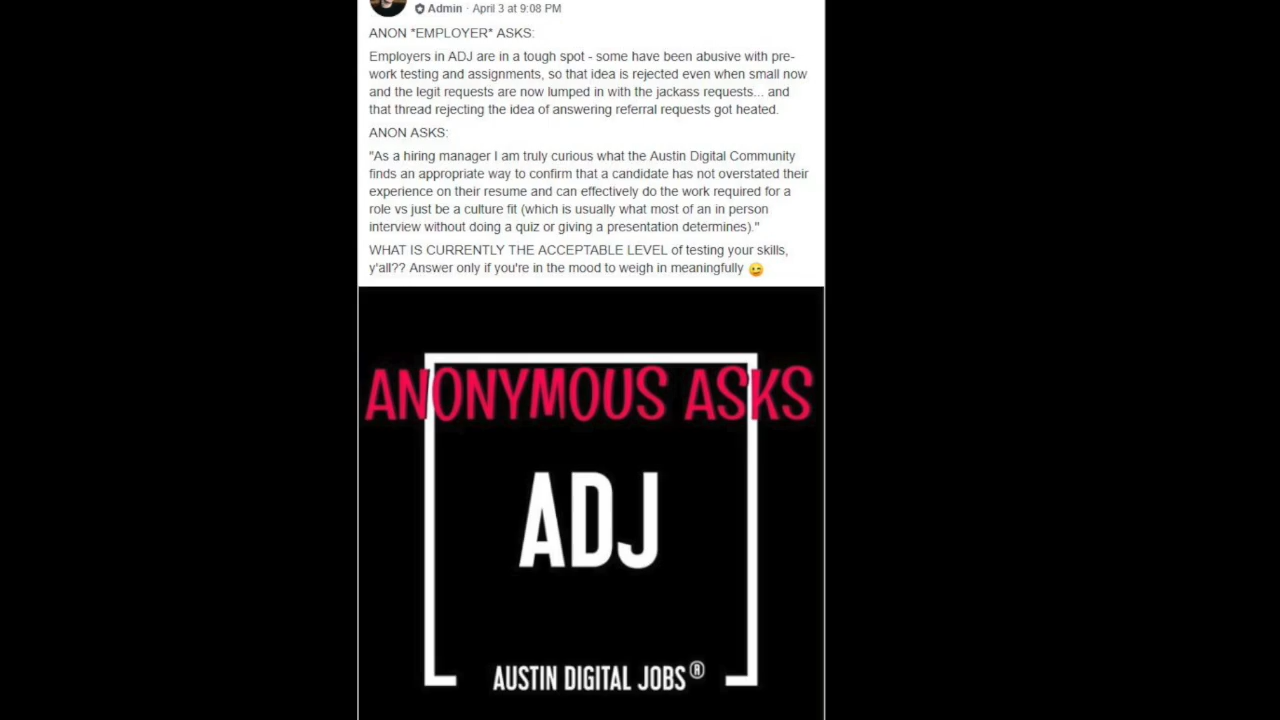 Admin · April 3 at 9:08 PM
ANON *EMPLOYER* ASKS:
Employers in ADJ are in a tough spot - some have been abusive with pre-
work testing and assignments, so that idea is rejected even when small now
and the legit requests are now lumped in with the jackass requests... and
that thread rejecting the idea of answering referral requests got heated.
ANON ASKS:
"As a hiring manager I am truly curious what the Austin Digital Community
finds an appropriate way to confirm that a candidate has not overstated their
experience on their resume and can effectively do the work required for a
role vs just be a culture fit (which is usually what most of an in person
interview without doing a quiz or giving a presentation determines)."
WHAT IS CURRENTLY THE ACCEPTABLE LEVEL of testing your skills,
y'all?? Answer only if you're in the mood to weigh in meaningfully 😉
ANONYMOUS ASKS
ADJ
AUSTIN DIGITAL JOBS®